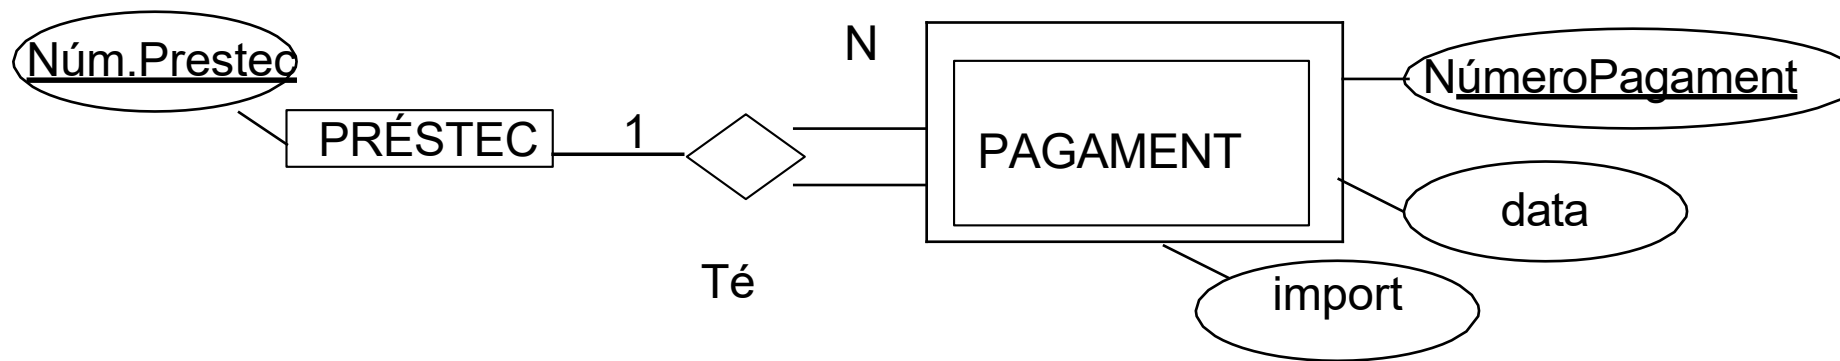 Núm.Prestec
PRÉSTEC
1
Té
N
PAGAMENT
NúmeroPagament
data
import